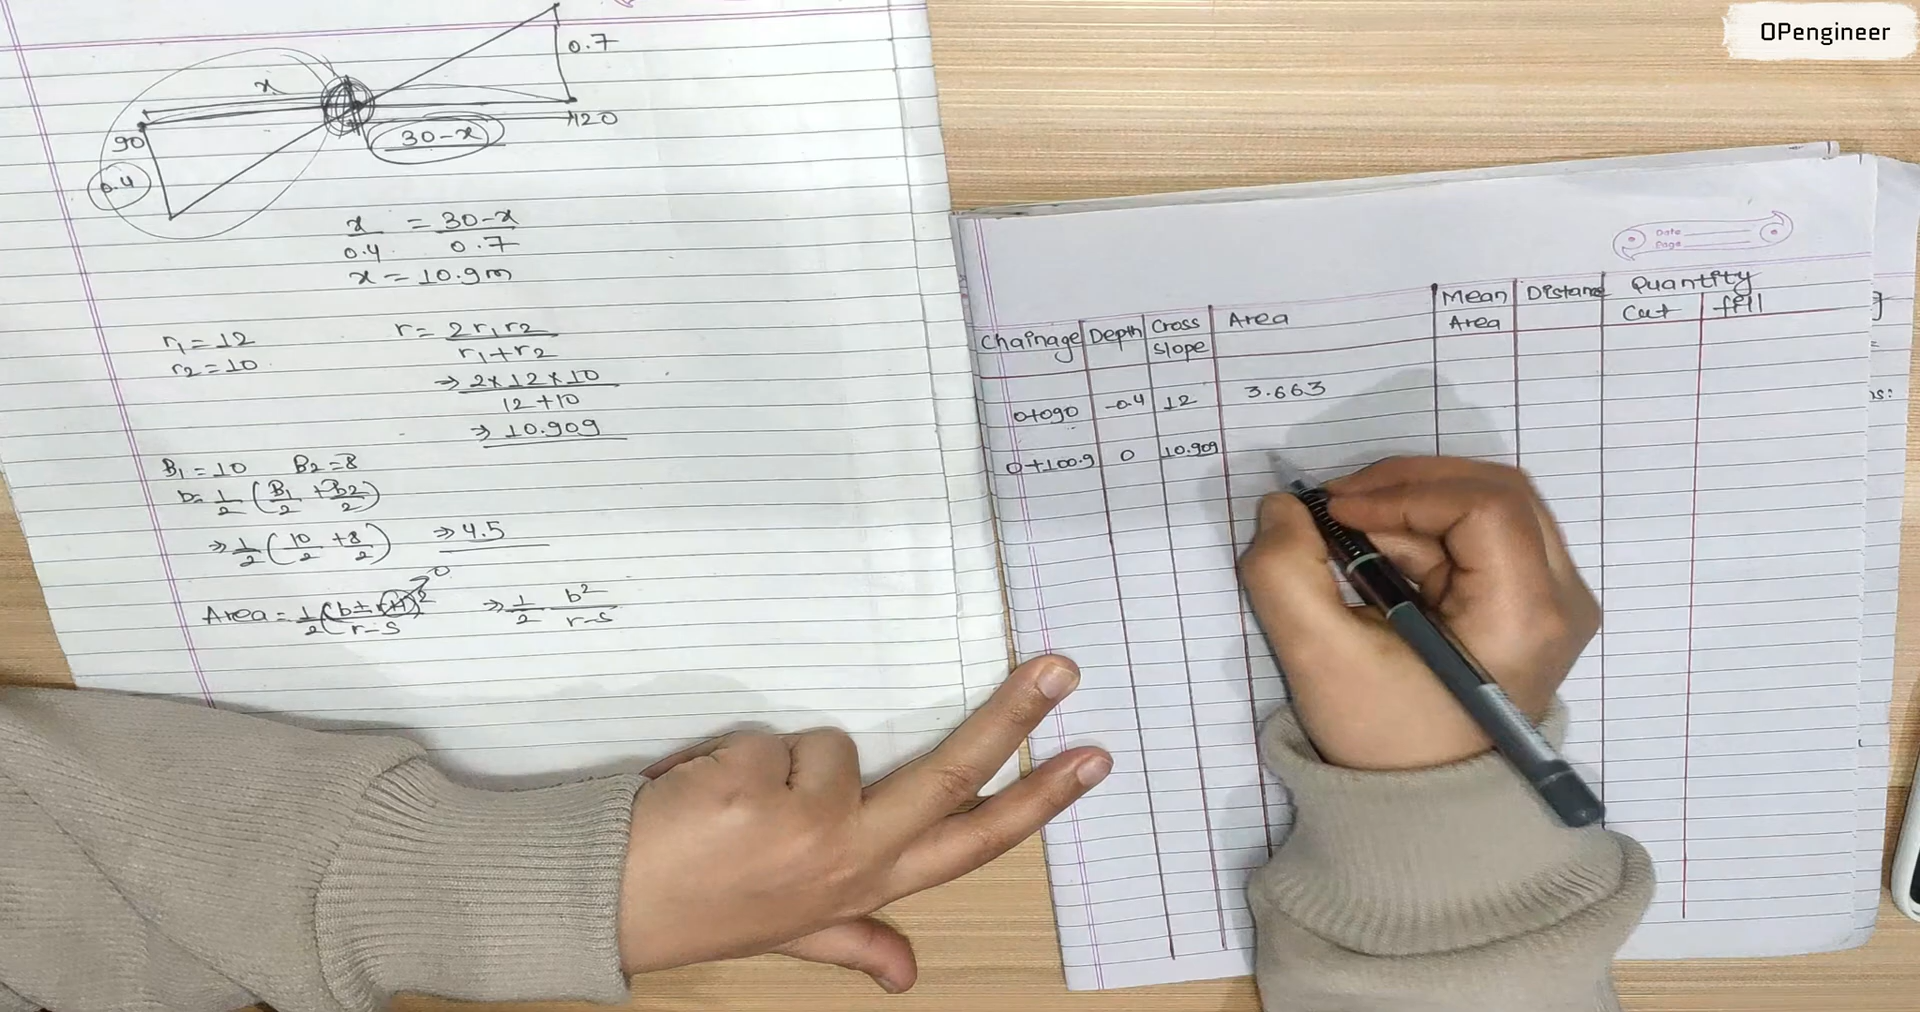 OPengineer
0.7
x
90
120
30-x
0.4
x/0.4 = 30-x/0.7
x = 10.9m
r1 = 12
r2 = 10
r = 2r1r2/r1+r2
⇒ 2×12×10/12+10
⇒ 10.909
B1 = 10 B2 = 8
b = 1/2 (B1/2 + B2/2)
⇒ 1/2 (10/2 + 8/2) ⇒ 4.5
0
Area = 1/2 (b±rH)²/r-s ⇒ 1/2 b²/r-s
Date
Page
Chainage Depth Cross slope Area Mean Area Distance Quantity
Cut fill
0+090 -0.4 12 3.663
0+100.9 0 10.909